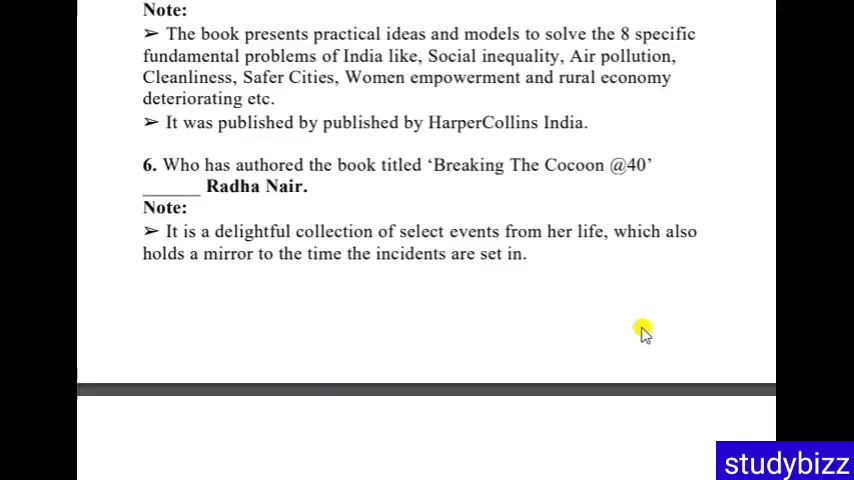 Note:
➢ The book presents practical ideas and models to solve the 8 specific
fundamental problems of India like, Social inequality, Air pollution,
Cleanliness, Safer Cities, Women empowerment and rural economy
deteriorating etc.
➢ It was published by published by HarperCollins India.
6. Who has authored the book titled ‘Breaking The Cocoon @40’
______ Radha Nair.
Note:
➢ It is a delightful collection of select events from her life, which also
holds a mirror to the time the incidents are set in.
studybizz